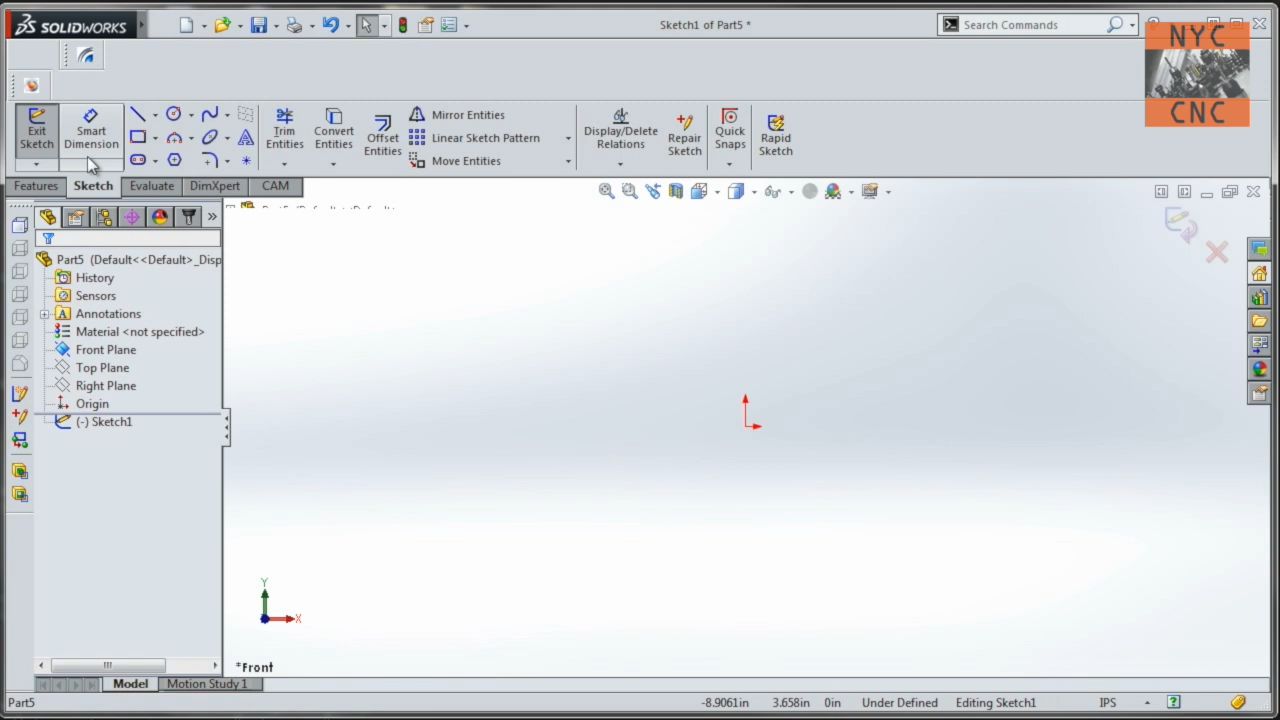 SOLIDWORKS
Sketch1 of Part5 *
Search Commands
NYC
CNC
Exit
Sketch
Smart
Dimension
Trim
Entities
Convert
Entities
Offset
Entities
Mirror Entities
Linear Sketch Pattern
Move Entities
Display/Delete
Relations
Repair
Sketch
Quick
Snaps
Rapid
Sketch
Features
Sketch
Evaluate
DimXpert
CAM
Part5 (Default<<Default>_Disp
History
Sensors
Annotations
Material <not specified>
Front Plane
Top Plane
Right Plane
Origin
(-) Sketch1
Y
X
*Front
Model
Motion Study 1
Part5
-8.9061in
3.658in
0in
Under Defined
Editing Sketch1
IPS